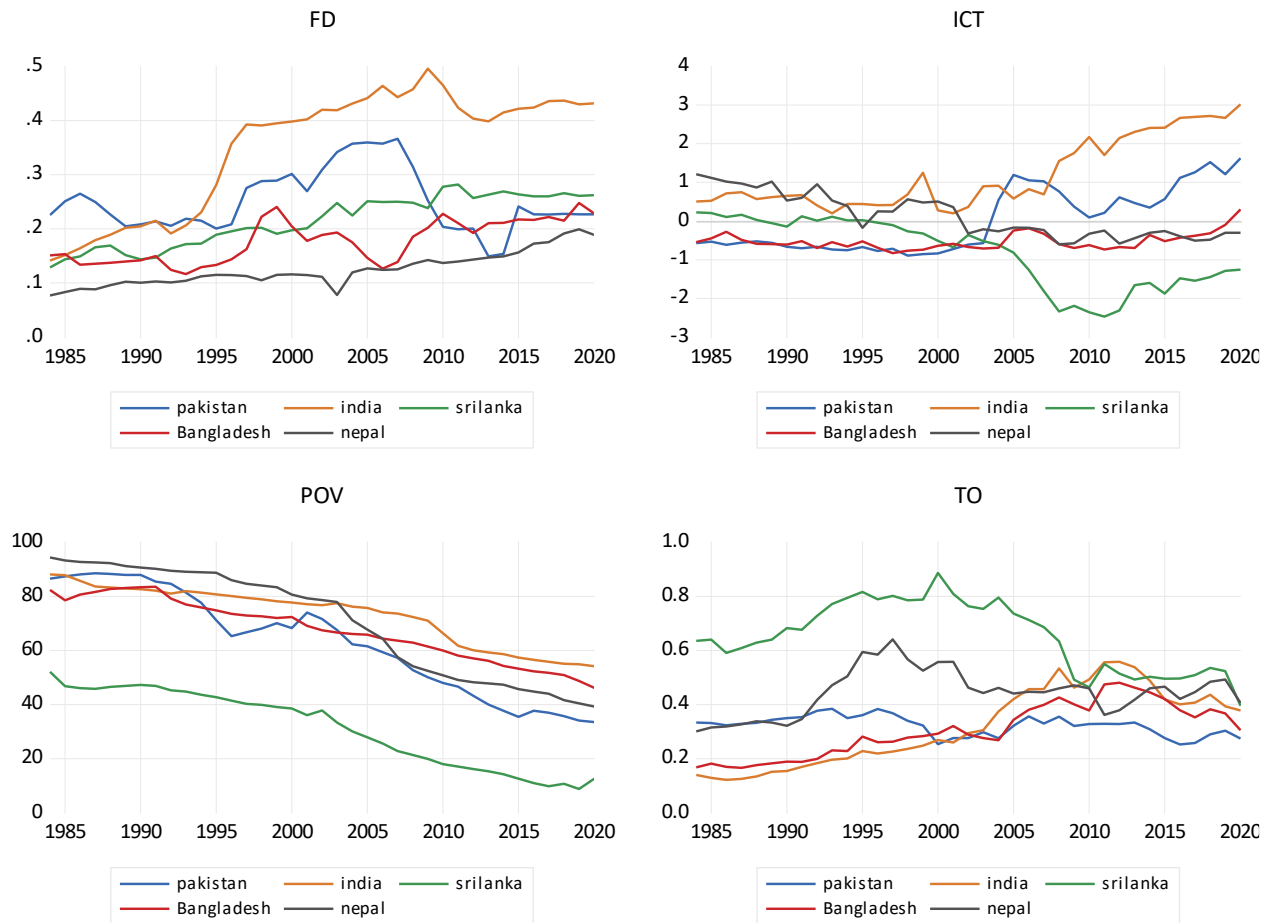 FD
.5
.4
.3
.2
.1
.0
1985 1990 1995 2000 2005 2010 2015 2020
pakistan india srilanka
Bangladesh nepal
ICT
4
3
2
1
0
-1
-2
-3
1985 1990 1995 2000 2005 2010 2015 2020
pakistan india srilanka
Bangladesh nepal
POV
100
80
60
40
20
0
1985 1990 1995 2000 2005 2010 2015 2020
pakistan india srilanka
Bangladesh nepal
TO
1.0
0.8
0.6
0.4
0.2
0.0
1985 1990 1995 2000 2005 2010 2015 2020
pakistan india srilanka
Bangladesh nepal